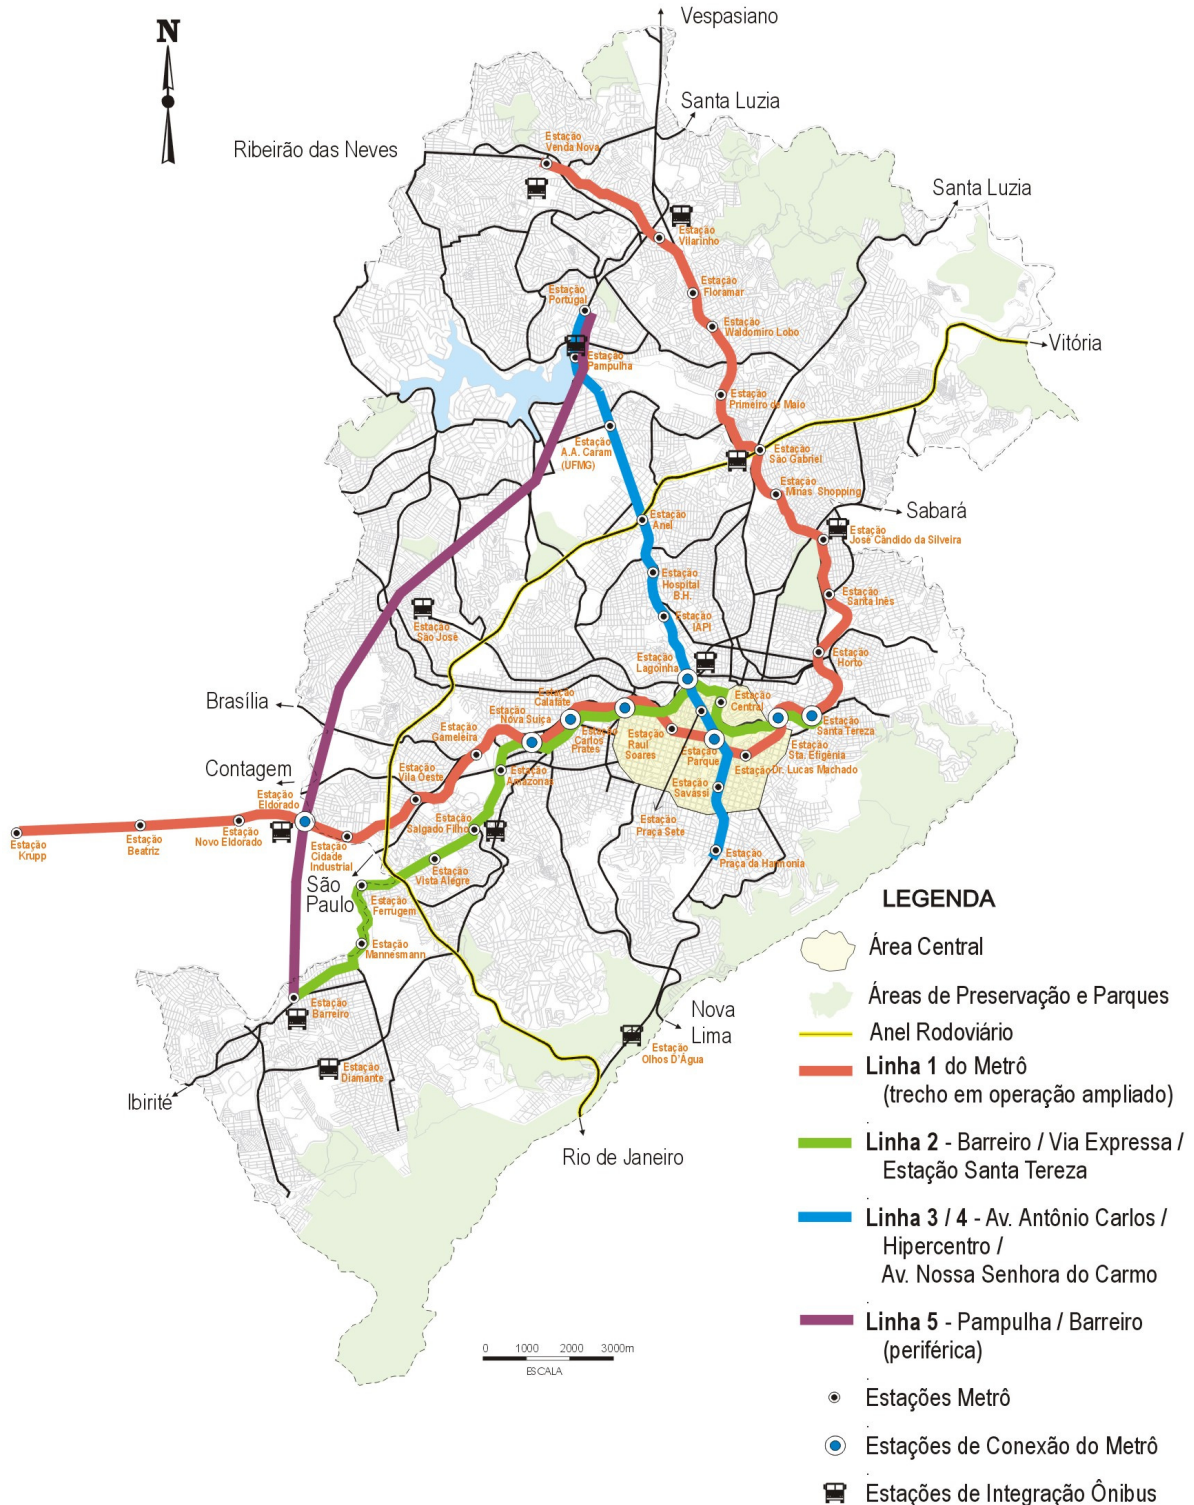 Vespasiano
N
Santa Luzia
Estação
Venda Nova
Ribeirão das Neves
Santa Luzia
Estação
Vilarinho
Estação
Floramar
Estação
Portugal
Estação
Waldomiro Lobo
Vitória
Estação
Pampulha
Estação
Primeiro de Maio
Estação
A.A. Caram
(UFMG)
Estação
São Gabriel
Estação
Minas Shopping
Sabará
Estação
Anel
Estação
José Cândido da Silveira
Estação
Hospital
B.H.
Estação
Santa Inês
Estação
São José
Estação
IAPI
Estação
Horto
Estação
Lagoinha
Brasília
Estação
Calafate
Estação
Central
Estação
Nova Suiça
Estação
Santa Tereza
Estação
Gameleira
Estação
Carlos
Prates
Estação
Raul
Soares
Estação
Parque
Estação
Sta. Efigênia
Contagem
Estação
Vila Oeste
Estação
Amazonas
Estação
Dr. Lucas Machado
Estação
Eldorado
Estação
Savassi
Estação
Krupp
Estação
Beatriz
Estação
Novo Eldorado
Estação
Cidade
Industrial
Estação
Salgado Filho
Estação
Praça Sete
Estação
Praça da Harmonia
São
Paulo
Estação
Vista Alegre
Estação
Ferrugem
LEGENDA
Estação
Mannesmann
Área Central
Áreas de Preservação e Parques
Estação
Barreiro
Nova
Lima
Anel Rodoviário
Estação
Olhos D'Água
Linha 1 do Metrô
(trecho em operação ampliado)
Estação
Diamante
Ibirité
Rio de Janeiro
Linha 2 - Barreiro / Via Expressa /
Estação Santa Tereza
Linha 3 / 4 - Av. Antônio Carlos /
Hipercentro /
Av. Nossa Senhora do Carmo
Linha 5 - Pampulha / Barreiro
(periférica)
0 1000 2000 3000m
ESCALA
Estações Metrô
Estações de Conexão do Metrô
Estações de Integração Ônibus